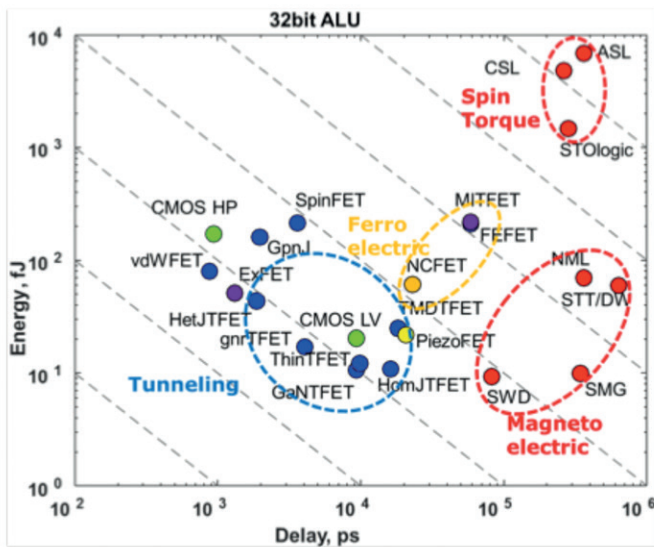 32bit ALU
10^4
10^3
10^2
10^1
10^0
Energy, fJ
CSL
ASL
Spin
Torque
STOlogic
SpinFET
MITFET
CMOS HP
GpnJ
Ferro
electric
FEFET
vdWFET
ExFET
NCFET
NML
HetJTFET
TMDTFET
STT/DW
gnrTFET
CMOS LV
PiezoFET
ThinTFET
Tunneling
GaNTFET
HomJTFET
SWD
SMG
Magneto
electric
10^2
10^3
10^4
10^5
10^6
Delay, ps